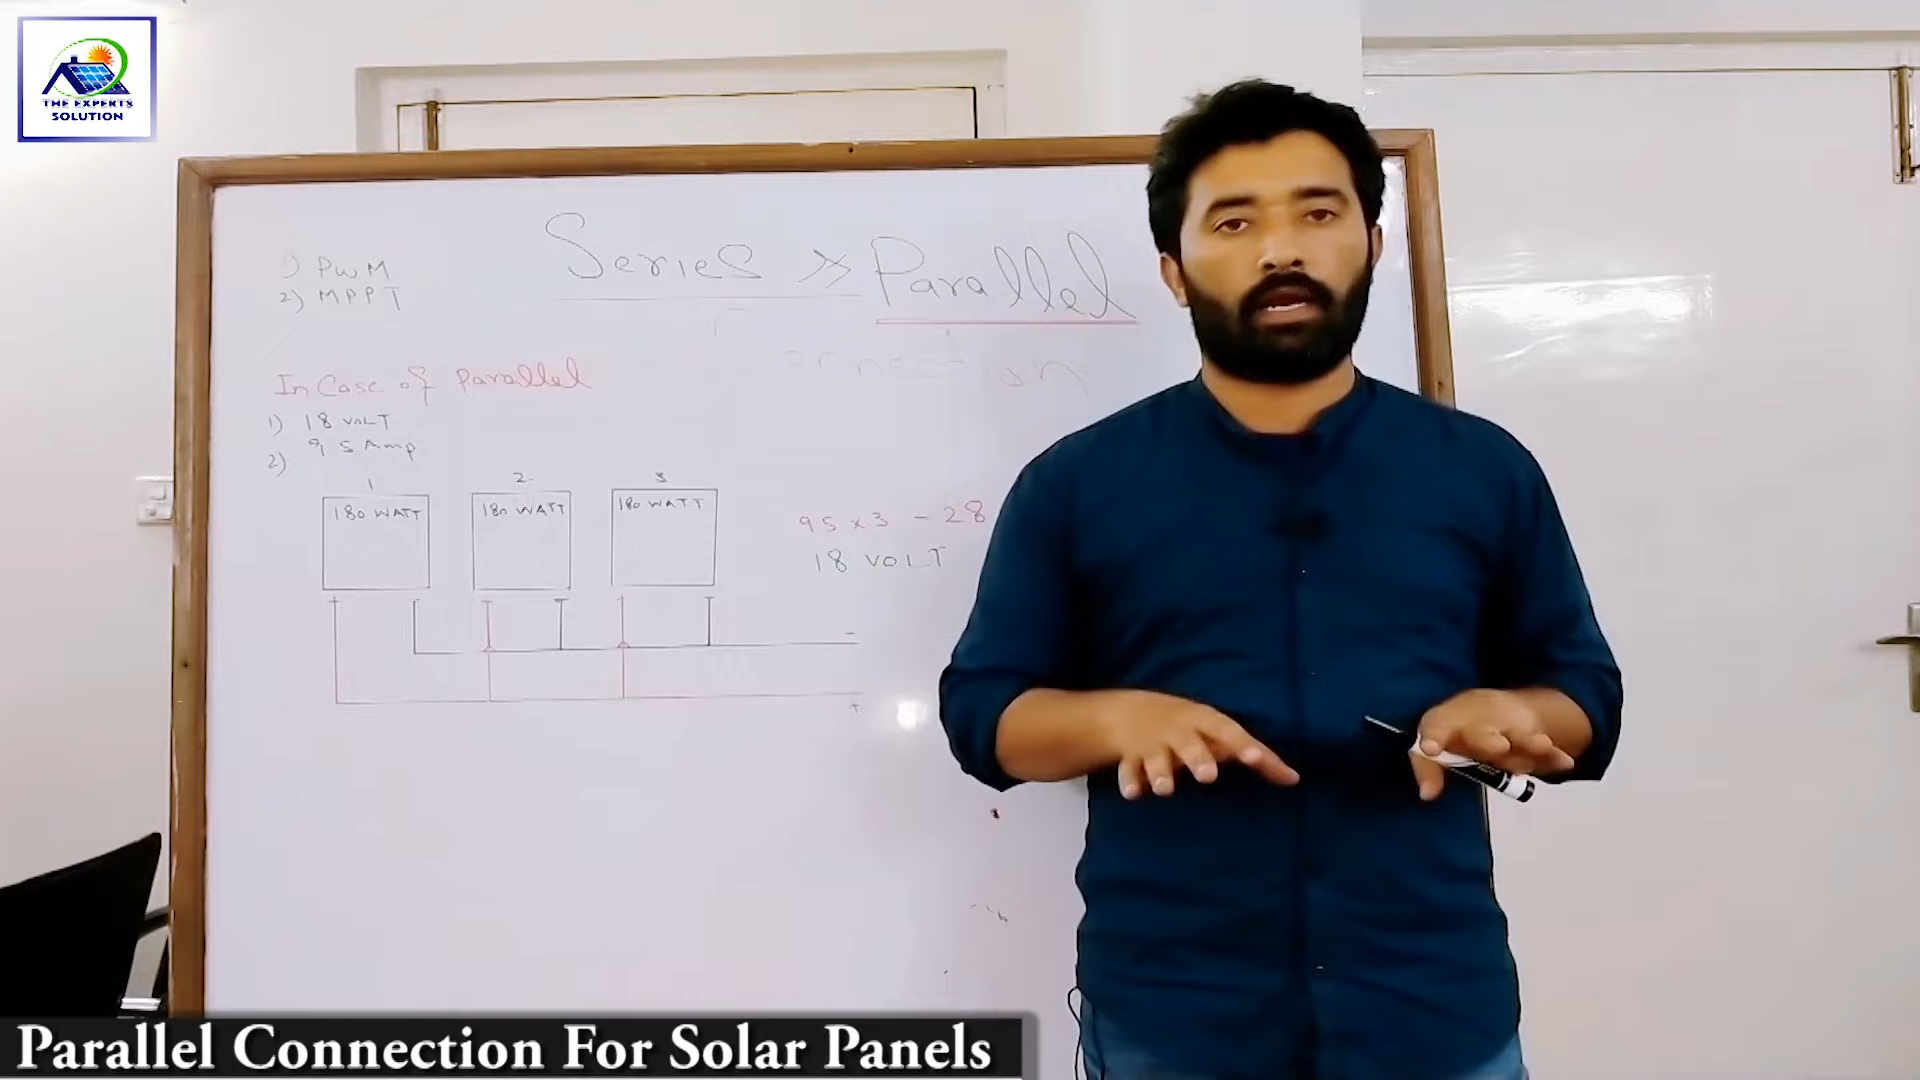 THE EXPERTS
SOLUTION
1) PWM
2) MPPT
Series >> Parallel
In Case of Parallel
1) 18 VOLT
2) 9 5 Amp
1 2 3
180 WATT 180 WATT 180 WATT
95 x 3 - 28
18 VOLT
+ - + - + -
-
+
Parallel Connection For Solar Panels